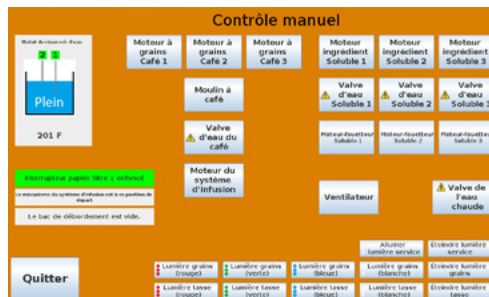 Contrôle manuel
Statut du réservoir d'eau
2 1
Plein
201 F
Moteur à grains Café 1
Moteur à grains Café 2
Moteur à grains Café 3
Moteur ingrédient Soluble 1
Moteur ingrédient Soluble 2
Moteur ingrédient Soluble 3
Moulin à café
Valve d'eau Soluble 1
Valve d'eau Soluble 2
Valve d'eau Soluble 3
Valve d'eau du café
Moteur-fouetteur Soluble 1
Moteur-fouetteur Soluble 2
Moteur-fouetteur Soluble 3
Moteur du système d'infusion
Interrupteur papier filtre 1 enfoncé
Le mécanisme du système d'infusion est à sa position de départ
Le bac de débordement est vide.
Ventilateur
Valve de l'eau chaude
Allumer lumière service
Éteindre lumière service
Quitter
Lumière grains (rouge)
Lumière grains (verte)
Lumière grains (bleue)
Lumière grains (blanche)
Éteindre lumière grains
Lumière tasse (rouge)
Lumière tasse (verte)
Lumière tasse (bleue)
Lumière tasse (blanche)
Éteindre lumière tasse